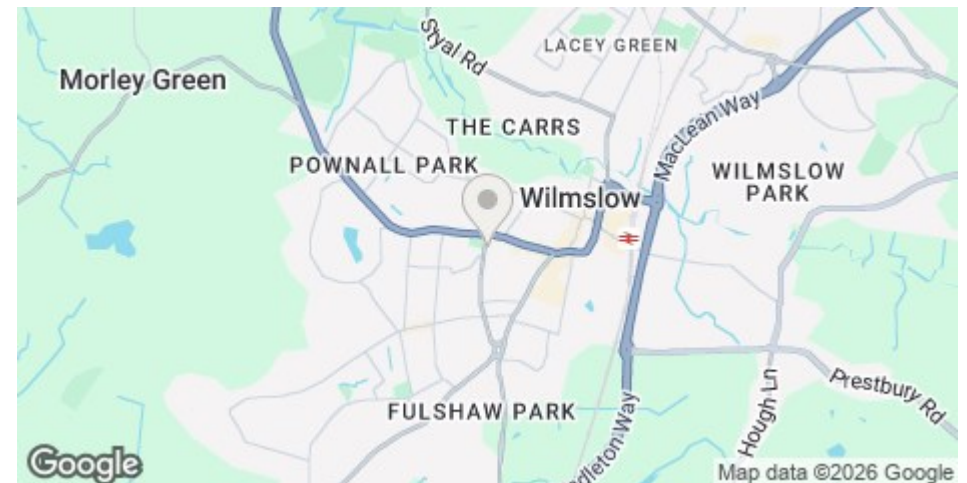 LACEY GREEN
Styal Rd
Morley Green
MacLean Way
THE CARRS
POWNALL PARK
WILMSLOW
PARK
Wilmslow
Prestbury Rd
Hough Ln
FULSHAW PARK
Google
Map data ©2026 Google